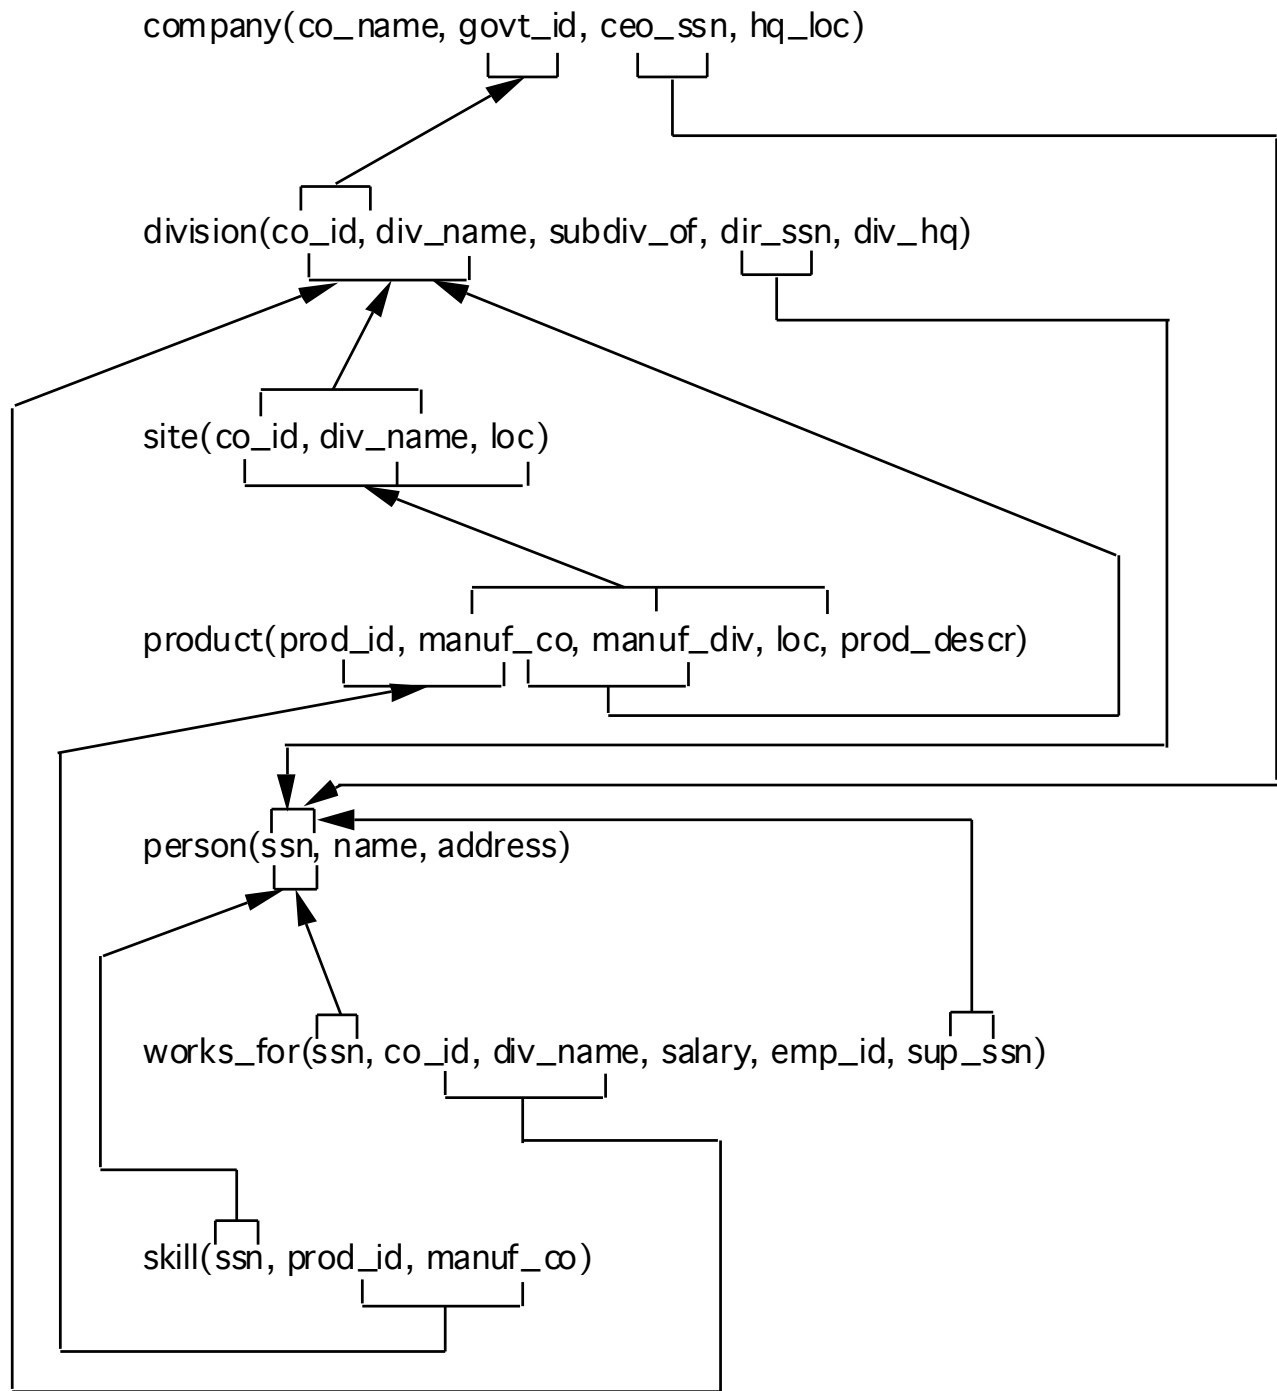 company(co_name, govt_id, ceo_ssn, hq_loc)
division(co_id, div_name, subdiv_of, dir_ssn, div_hq)
site(co_id, div_name, loc)
product(prod_id, manuf_co, manuf_div, loc, prod_descr)
person(ssn, name, address)
works_for(ssn, co_id, div_name, salary, emp_id, sup_ssn)
skill(ssn, prod_id, manuf_co)